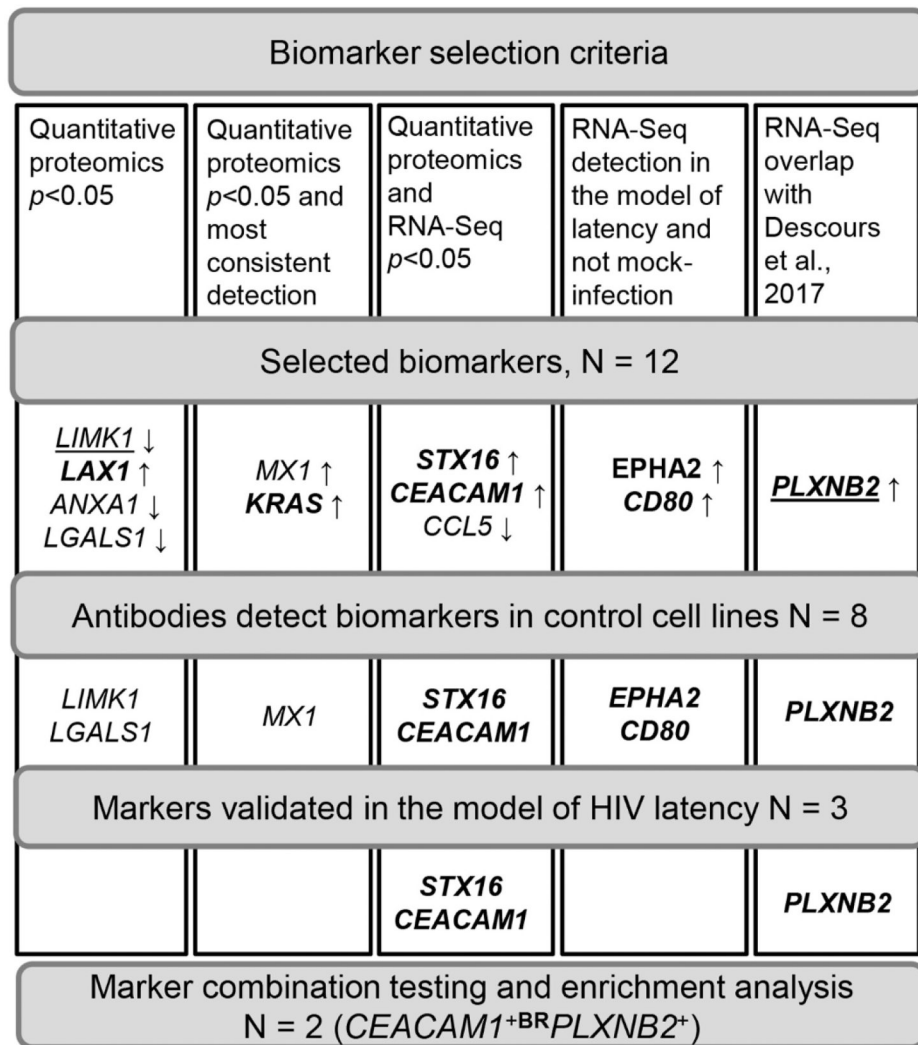 Biomarker selection criteria
Quantitative
proteomics
p<0.05
Quantitative
proteomics
p<0.05 and
most
consistent
detection
Quantitative
proteomics
and
RNA-Seq
p<0.05
RNA-Seq
detection in
the model of
latency and
not mock-
infection
RNA-Seq
overlap
with
Descours
et al.,
2017
Selected biomarkers, N = 12
LIMK1 ↓
LAX1 ↑
ANXA1 ↓
LGALS1 ↓
MX1 ↑
KRAS ↑
STX16 ↑
CEACAM1 ↑
CCL5 ↓
EPHA2 ↑
CD80 ↑
PLXNB2 ↑
Antibodies detect biomarkers in control cell lines N = 8
LIMK1
LGALS1
MX1
STX16
CEACAM1
EPHA2
CD80
PLXNB2
Markers validated in the model of HIV latency N = 3
STX16
CEACAM1
PLXNB2
Marker combination testing and enrichment analysis
N = 2 (CEACAM1⁺ᴮᴿPLXNB2⁺)